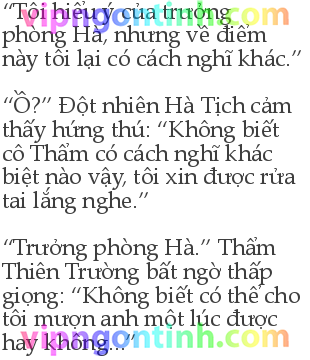 “Tôi hiểu ý của trưởng
phòng Hà, nhưng về điểm
này tôi lại có cách nghĩ khác.”
“Ồ?” Đột nhiên Hà Tịch cảm
thấy hứng thú: “Không biết
cô Thẩm có cách nghĩ khác
biệt nào vậy, tôi xin được rửa
tai lắng nghe.”
“Trưởng phòng Hà.” Thẩm
Thiên Trường bất ngờ thấp
giọng: “Không biết có thể cho
tôi mượn anh một lúc được
hay không...”
vipngontinh.com
vipngontinh.com